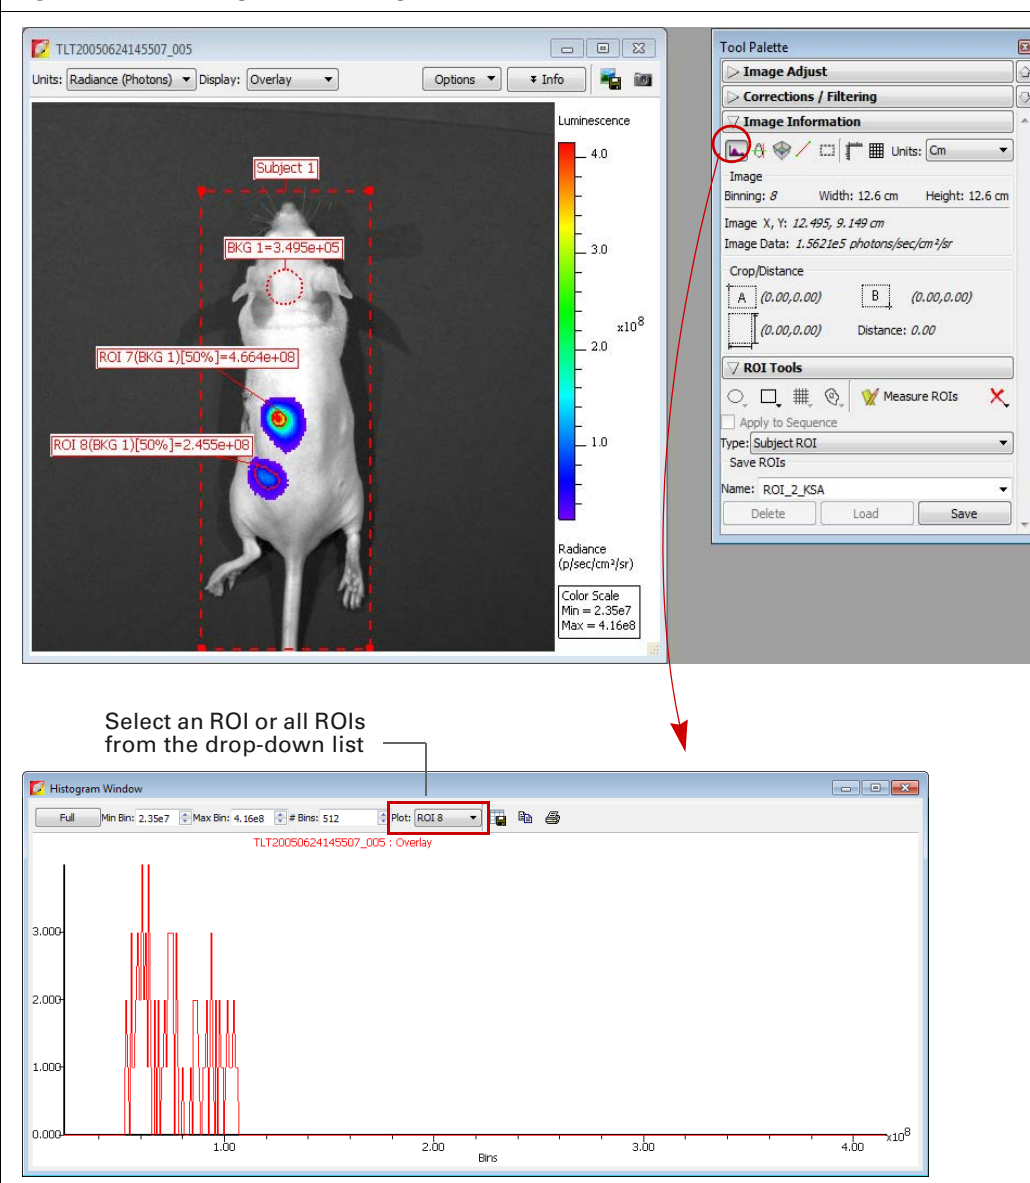 TLT20050624145507_005
Units: Radiance (Photons) Display: Overlay Options Info
Luminescence
4.0
3.0
x10^8
2.0
1.0
Radiance
(p/sec/cm²/sr)
Color Scale
Min = 2.35e7
Max = 4.16e8
Subject 1
BKG 1=3.495e+05
ROI 7(BKG 1)[50%]=4.664e+08
ROI 8(BKG 1)[50%]=2.455e+08
Tool Palette
Image Adjust
Corrections / Filtering
Image Information
Units: Cm
Image
Binning: 8 Width: 12.6 cm Height: 12.6 cm
Image X, Y: 12.495, 9.149 cm
Image Data: 1.5621e5 photons/sec/cm²/sr
Crop/Distance
A (0.00,0.00) B (0.00,0.00)
(0.00,0.00) Distance: 0.00
ROI Tools
Measure ROIs
Apply to Sequence
Type: Subject ROI
Save ROIs
Name: ROI_2_KSA
Delete Load Save
Select an ROI or all ROIs
from the drop-down list
Histogram Window
Full Min Bin: 2.35e7 Max Bin: 4.16e8 # Bins: 512 Plot: ROI 8
TLT20050624145507_005 : Overlay
3.000
2.000
1.000
0.000
1.00 2.00 3.00 4.00 x10^8
Bins